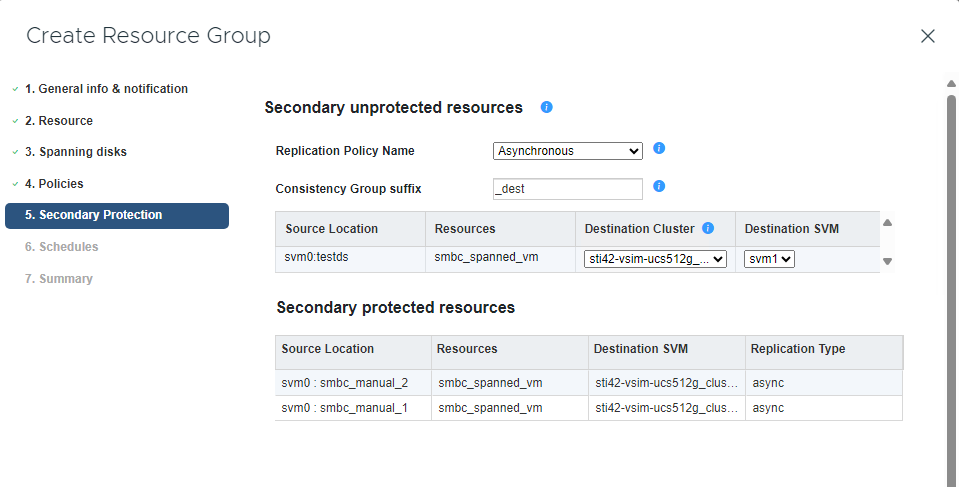 Create Resource Group
1. General info & notification
2. Resource
3. Spanning disks
4. Policies
5. Secondary Protection
6. Schedules
7. Summary
Secondary unprotected resources
Replication Policy Name Asynchronous
Consistency Group suffix _dest
Source Location Resources Destination Cluster Destination SVM
svm0:testds smbc_spanned_vm sti42-vsim-ucs512g_... svm1
Secondary protected resources
Source Location Resources Destination SVM Replication Type
svm0 : smbc_manual_2 smbc_spanned_vm sti42-vsim-ucs512g_clus... async
svm0 : smbc_manual_1 smbc_spanned_vm sti42-vsim-ucs512g_clus... async